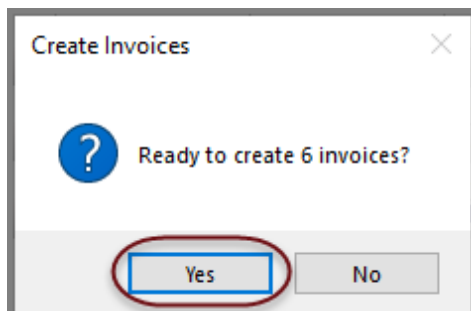 Create Invoices
?
Ready to create 6 invoices?
Yes
No